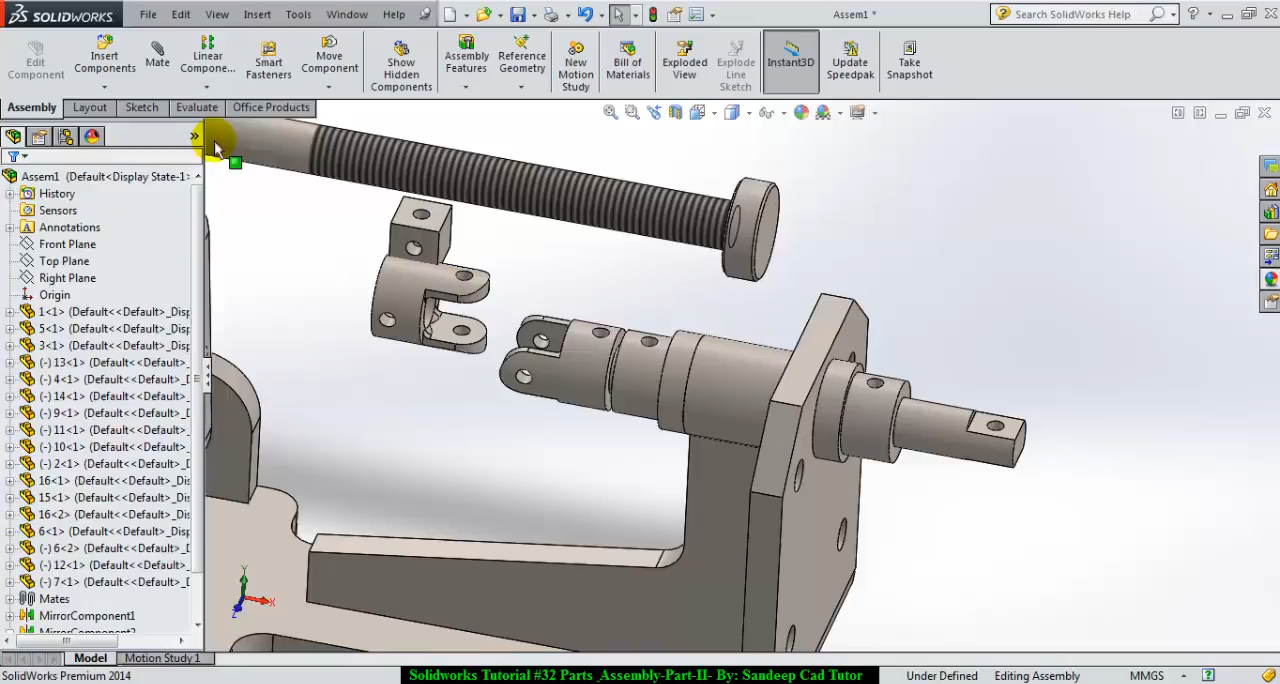 SOLIDWORKS File Edit View Insert Tools Window Help Assem1 * Search SolidWorks Help
Edit Component
Insert Components
Mate
Linear Compone...
Smart Fasteners
Move Component
Show Hidden Components
Assembly Features
Reference Geometry
New Motion Study
Bill of Materials
Exploded View
Explode Line Sketch
Instant3D
Update Speedpak
Take Snapshot
Assembly Layout Sketch Evaluate Office Products
Assem1 (Default<Display State-1>
History
Sensors
Annotations
Front Plane
Top Plane
Right Plane
Origin
1<1> (Default<<Default>_Disp
5<1> (Default<<Default>_Disp
3<1> (Default<<Default>_Disp
(-) 13<1> (Default<<Default>_
(-) 4<1> (Default<<Default>_D
(-) 14<1> (Default<<Default>_
(-) 9<1> (Default<<Default>_D
(-) 11<1> (Default<<Default>_
(-) 10<1> (Default<<Default>_
(-) 2<1> (Default<<Default>_D
16<1> (Default<<Default>_Dis
15<1> (Default<<Default>_Dis
16<2> (Default<<Default>_Dis
6<1> (Default<<Default>_Disp
(-) 6<2> (Default<<Default>_D
(-) 12<1> (Default<<Default>_
(-) 7<1> (Default<<Default>_D
Mates
MirrorComponent1
MirrorComponent2
Y
X
Z
Model Motion Study 1
SolidWorks Premium 2014
Solidworks Tutorial #32 Parts Assembly-Part-II- By: Sandeep Cad Tutor
Under Defined Editing Assembly MMGS